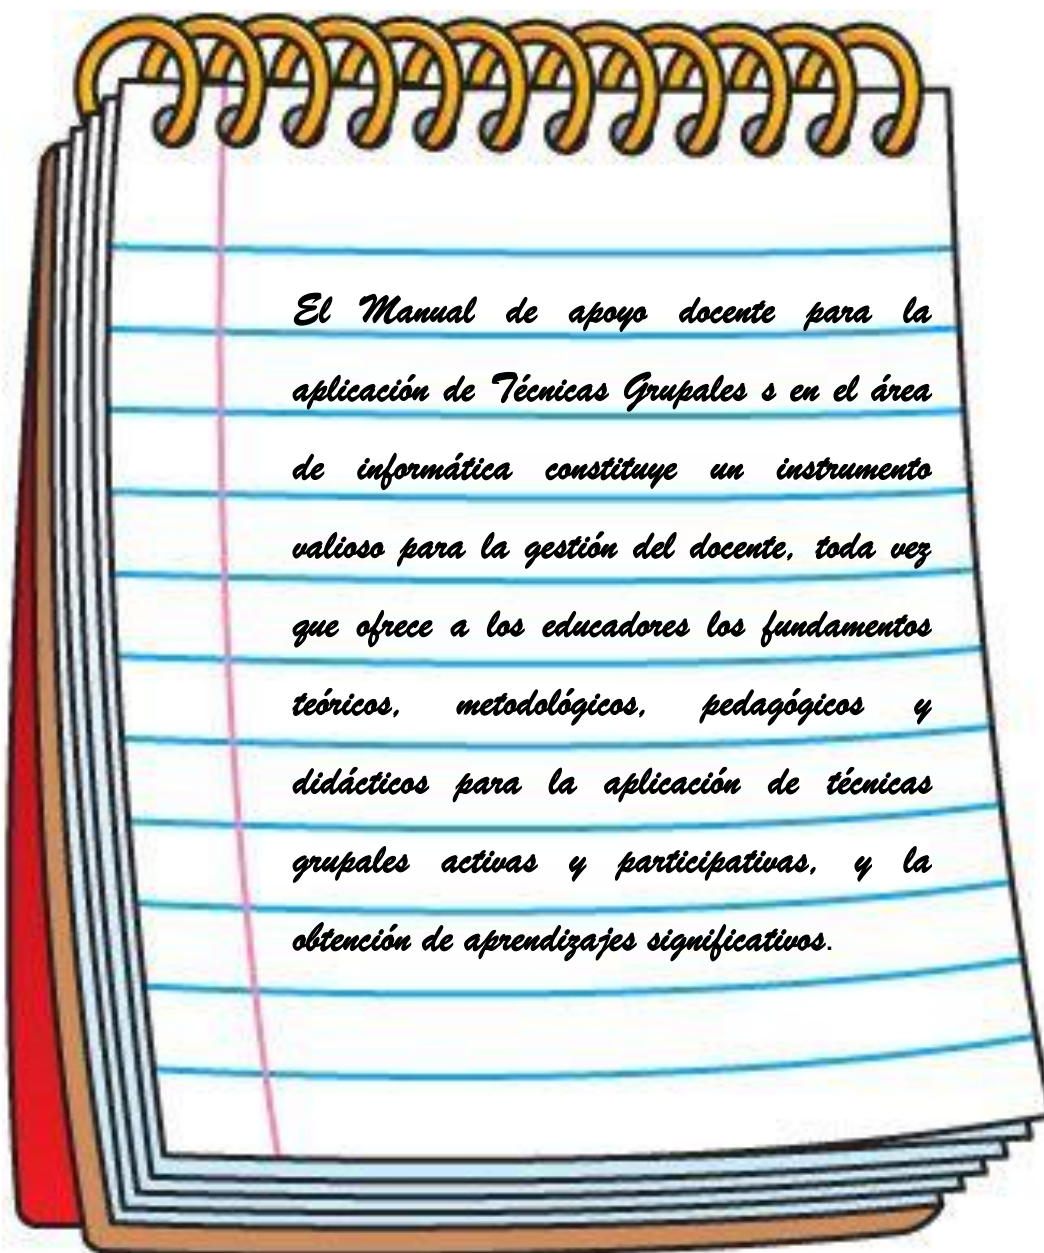 El Manual de apoyo docente para la
aplicación de Técnicas Grupales s en el área
de informática constituye un instrumento
valioso para la gestión del docente, toda vez
que ofrece a los educadores los fundamentos
teóricos, metodológicos, pedagógicos y
didácticos para la aplicación de técnicas
grupales activas y participativas, y la
obtención de aprendizajes significativos.